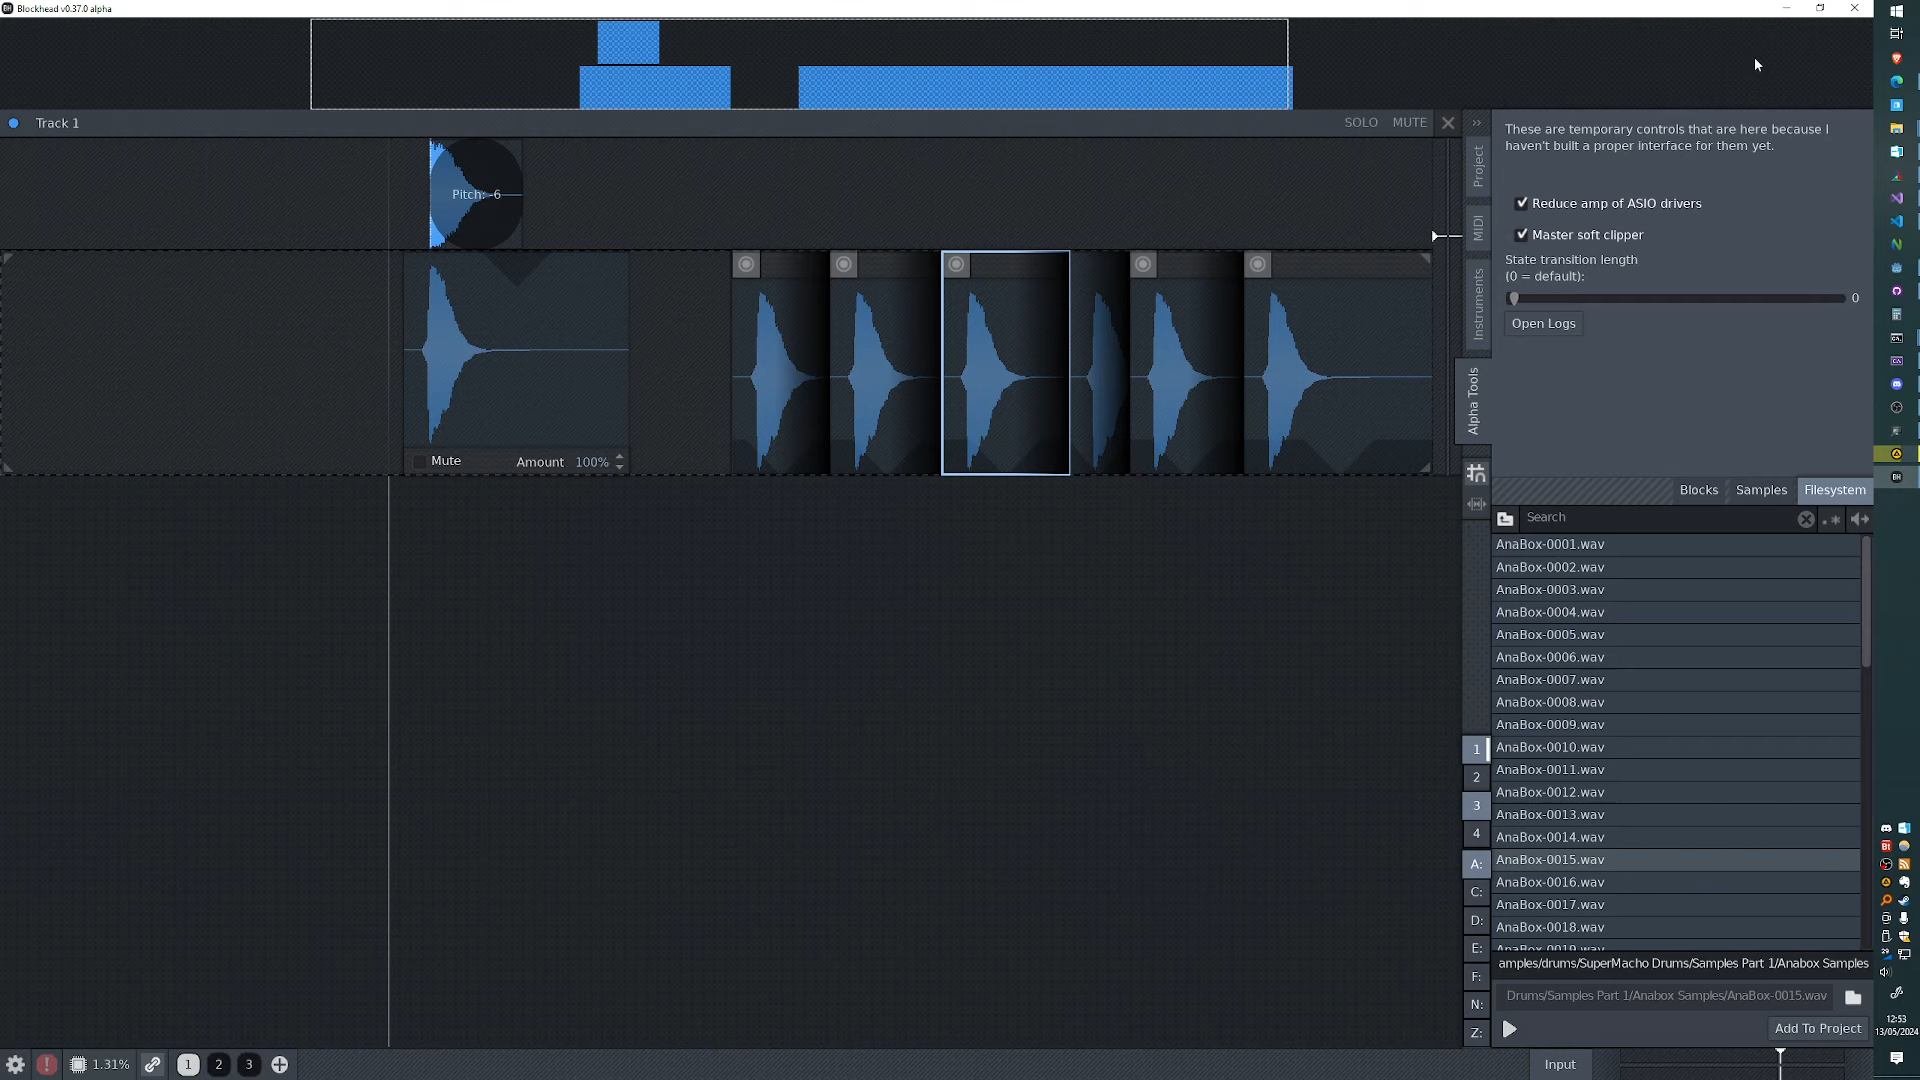 Blockhead v0.37.0 alpha
Track 1
SOLO MUTE
Pitch: -6
Mute
Amount 100%
Project
MIDI
Instruments
Alpha Tools
These are temporary controls that are here because I
haven't built a proper interface for them yet.
Reduce amp of ASIO drivers
Master soft clipper
State transition length
(0 = default):
0
Open Logs
Blocks Samples Filesystem
Search
AnaBox-0001.wav
AnaBox-0002.wav
AnaBox-0003.wav
AnaBox-0004.wav
AnaBox-0005.wav
AnaBox-0006.wav
AnaBox-0007.wav
AnaBox-0008.wav
AnaBox-0009.wav
AnaBox-0010.wav
AnaBox-0011.wav
AnaBox-0012.wav
AnaBox-0013.wav
AnaBox-0014.wav
AnaBox-0015.wav
AnaBox-0016.wav
AnaBox-0017.wav
AnaBox-0018.wav
AnaBox-0019.wav
1
2
3
4
A:
C:
D:
E:
F:
N:
Z:
amples/drums/SuperMacho Drums/Samples Part 1/Anabox Samples
Drums/Samples Part 1/Anabox Samples/AnaBox-0015.wav
Add To Project
1.31%
1 2 3
Input
12:53
13/05/2024